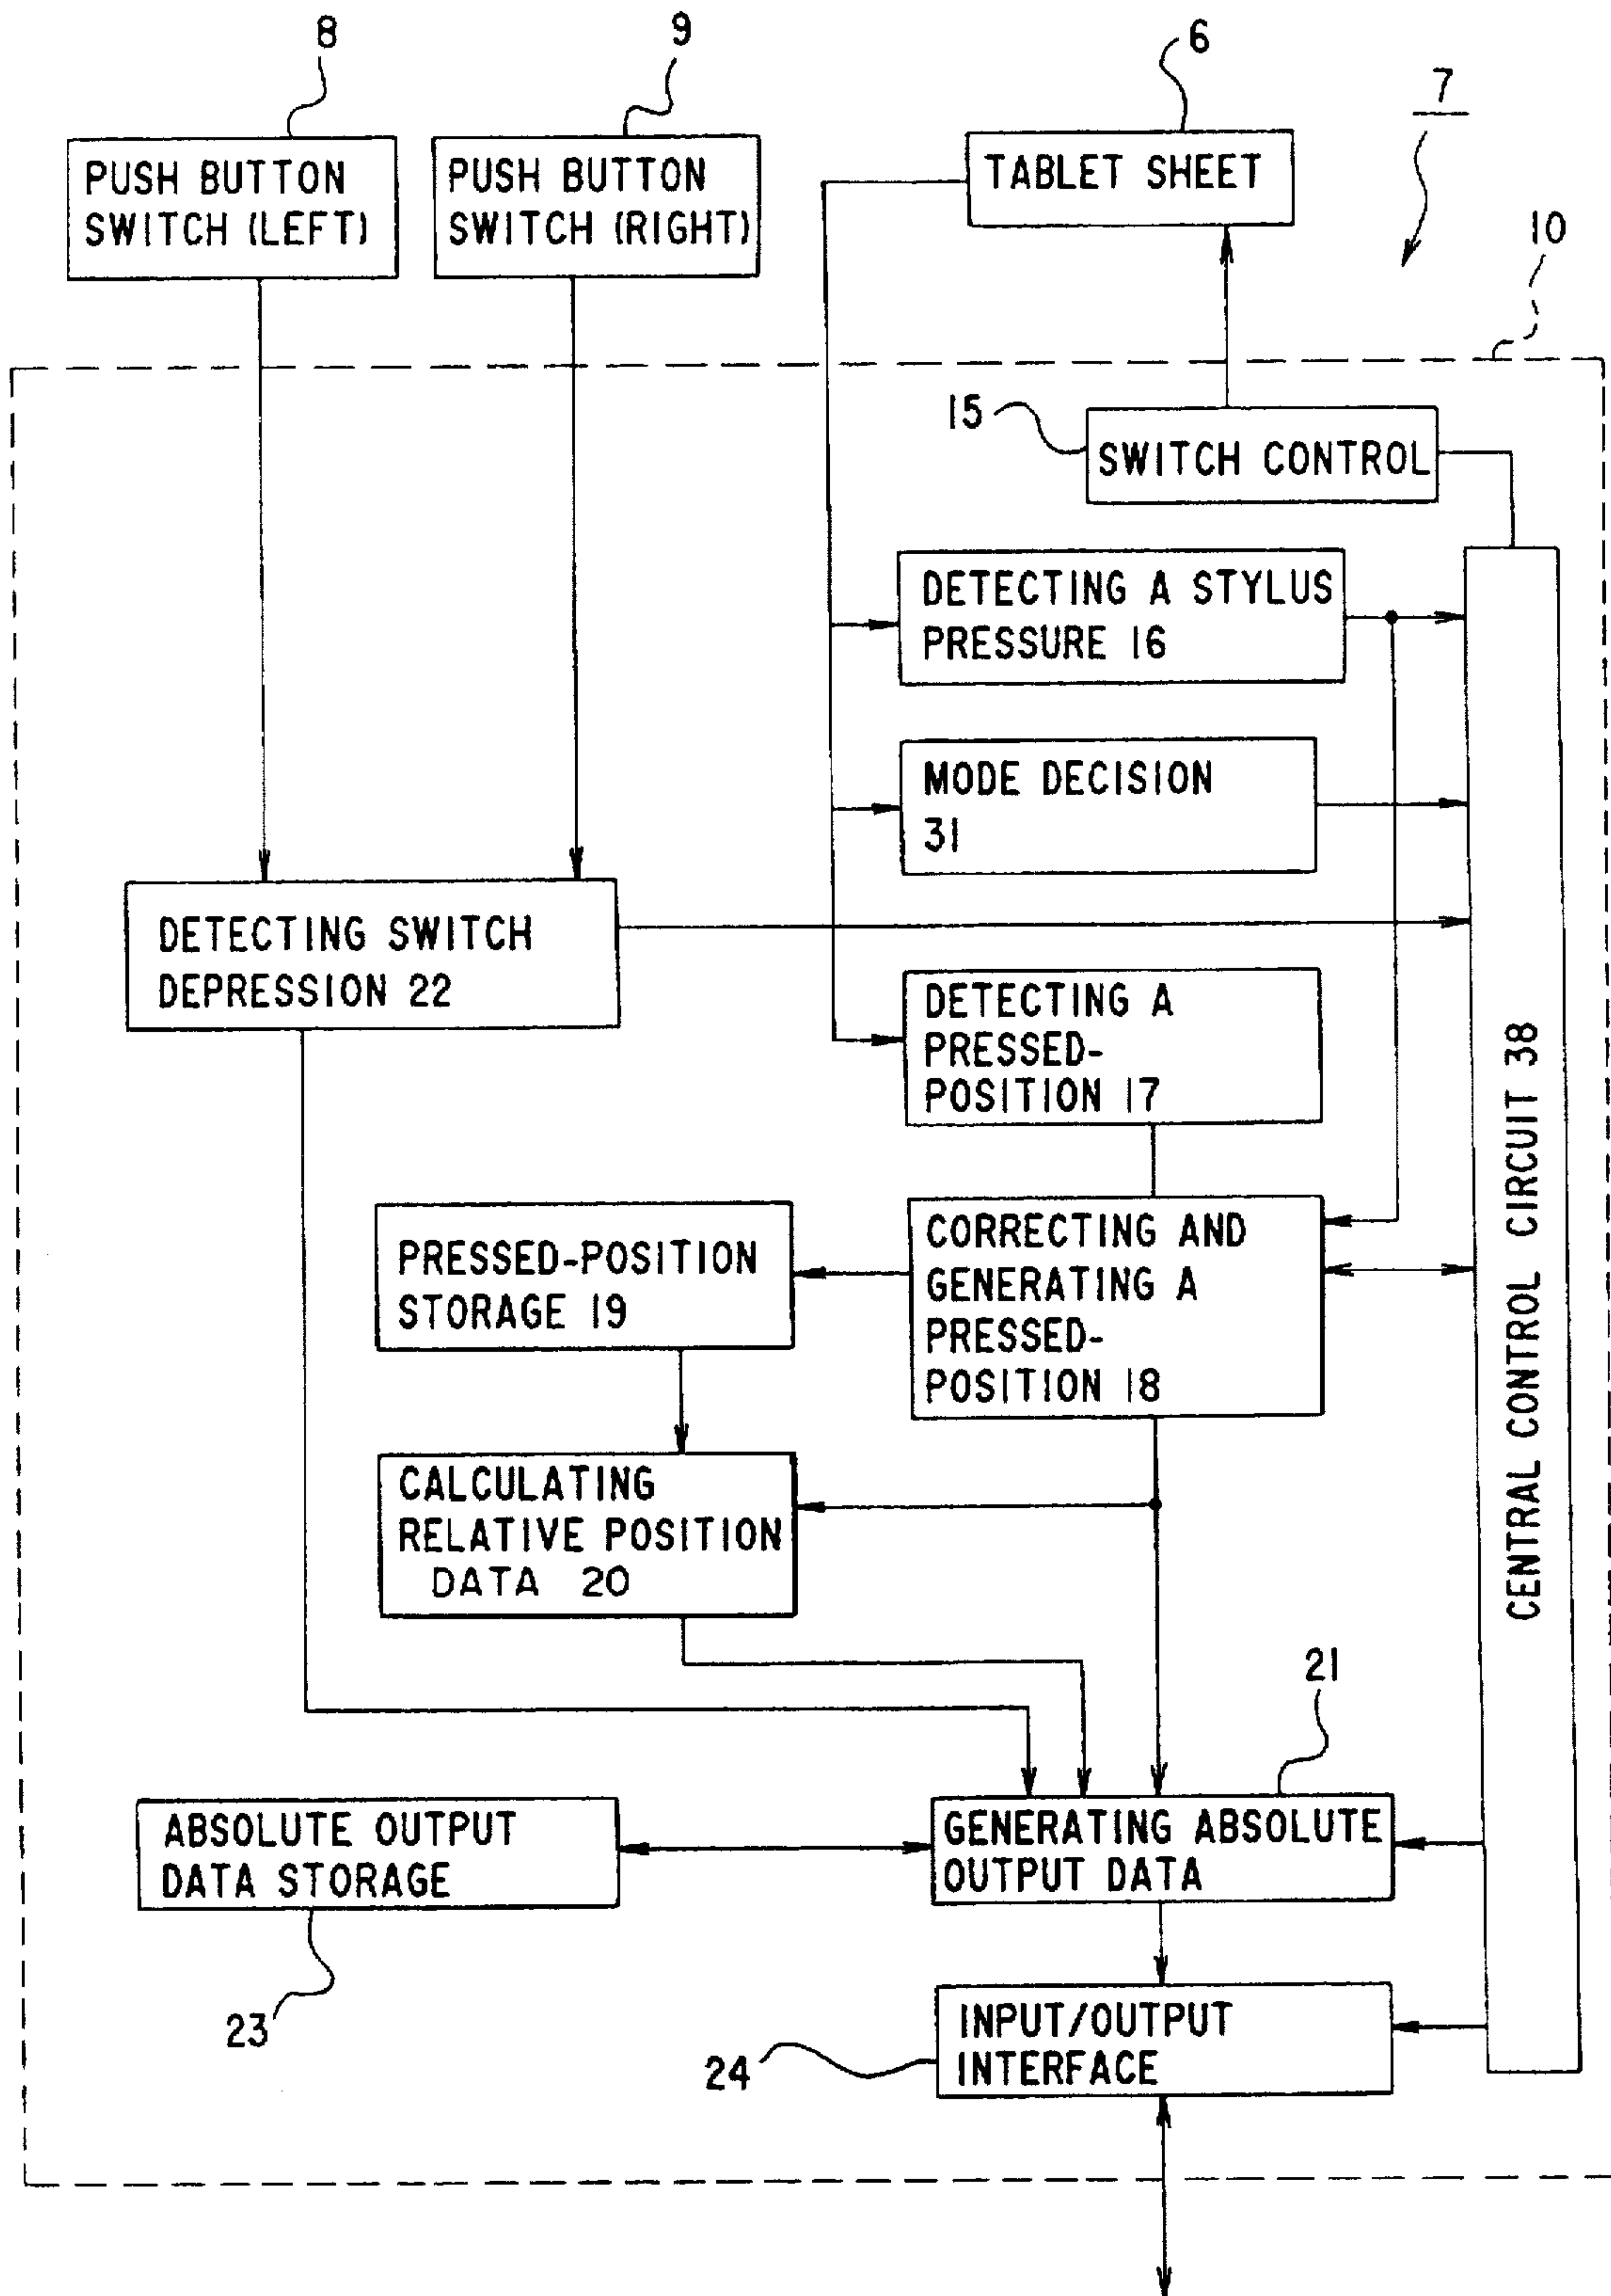 8
9
6
7
PUSH BUTTON
SWITCH (LEFT)
PUSH BUTTON
SWITCH (RIGHT)
TABLET SHEET
10
15
SWITCH CONTROL
DETECTING A STYLUS
PRESSURE 16
MODE DECISION
31
DETECTING SWITCH
DEPRESSION 22
DETECTING A
PRESSED-
POSITION 17
CENTRAL CONTROL CIRCUIT 38
PRESSED-POSITION
STORAGE 19
CORRECTING AND
GENERATING A
PRESSED-
POSITION 18
CALCULATING
RELATIVE POSITION
DATA 20
21
ABSOLUTE OUTPUT
DATA STORAGE
GENERATING ABSOLUTE
OUTPUT DATA
23
24
INPUT/OUTPUT
INTERFACE